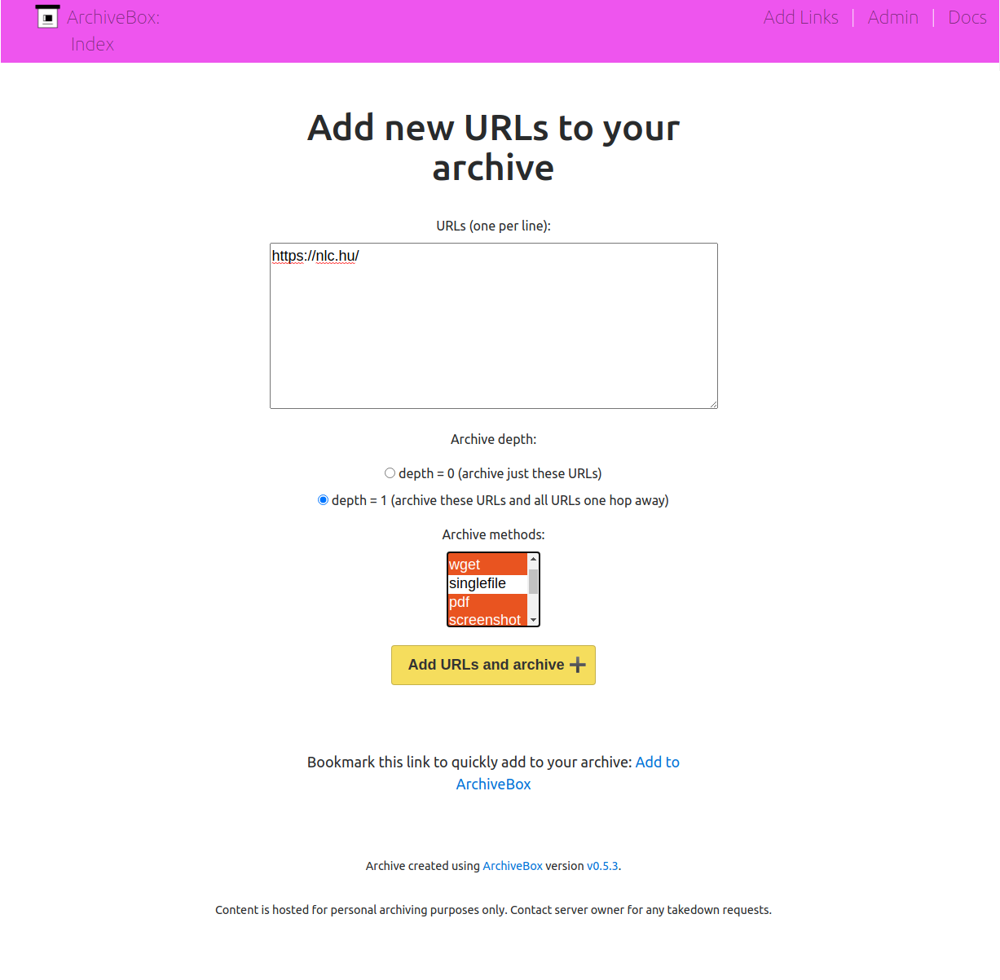 ArchiveBox:
Index
Add Links | Admin | Docs
Add new URLs to your
archive
URLs (one per line):
https://nlc.hu/
Archive depth:
depth = 0 (archive just these URLs)
depth = 1 (archive these URLs and all URLs one hop away)
Archive methods:
wget
singlefile
pdf
screenshot
Add URLs and archive ➕
Bookmark this link to quickly add to your archive: Add to
ArchiveBox
Archive created using ArchiveBox version v0.5.3.
Content is hosted for personal archiving purposes only. Contact server owner for any takedown requests.